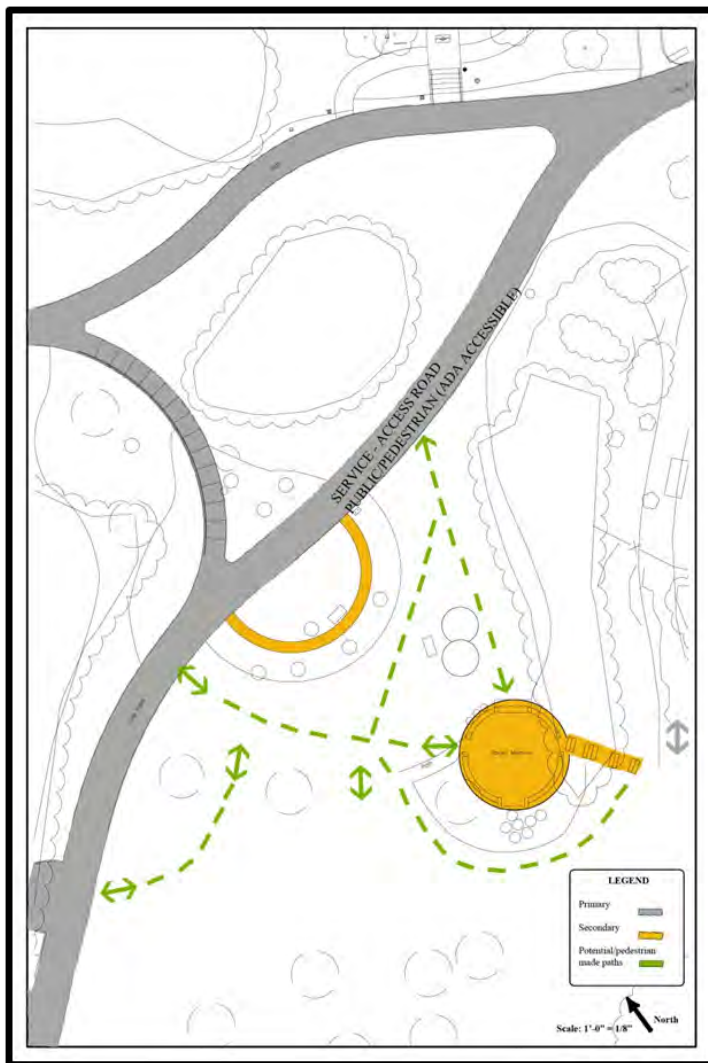 SERVICE - ACCESS ROAD
PUBLIC/PEDESTRIAN (ADA ACCESSIBLE)
LEGEND
Primary
Secondary
Potential/pedestrian
made paths
North
Scale: 1'-0" = 1/8"